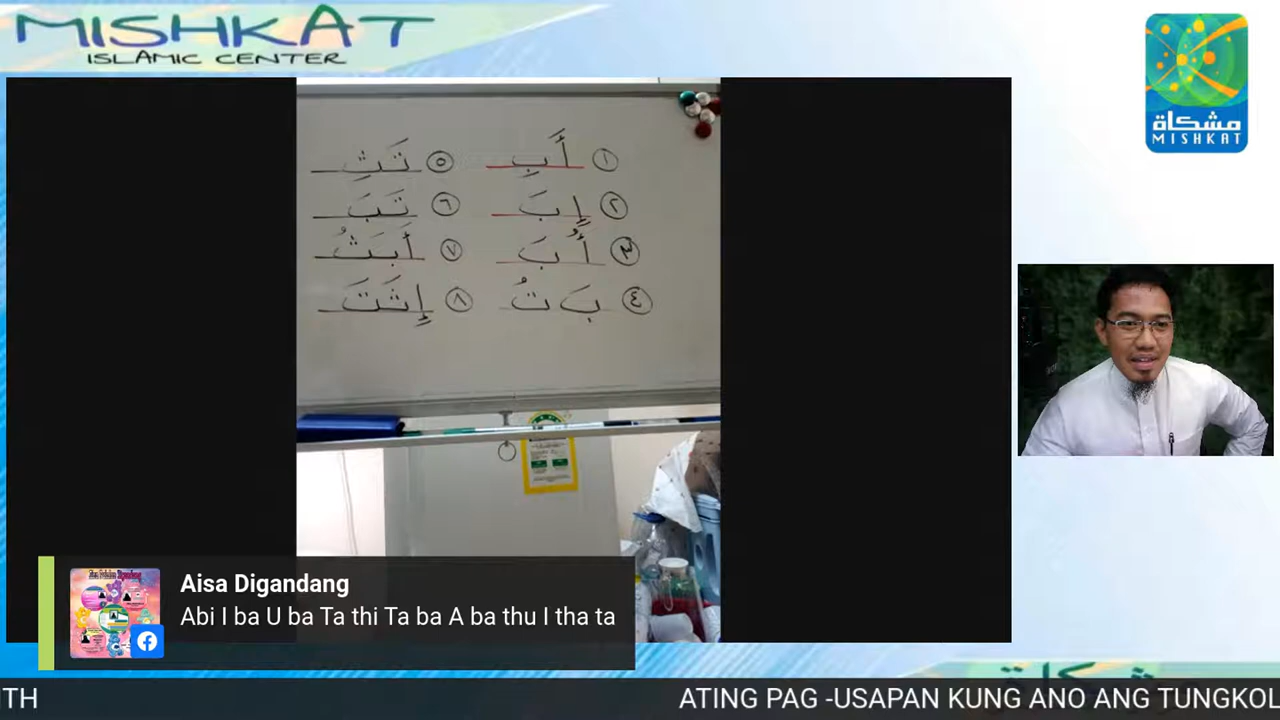 MISHKAT
ISLAMIC CENTER
مشكاة
MISHKAT
١ أَبِ
٢ إِبَ
٣ أُبَ
٤ بَ تُ
٥ تَثِ
٦ تَبَ
٧ أَبَثُ
٨ إِثَتَ
Aisa Digandang
Abi I ba U ba Ta thi Ta ba A ba thu I tha ta
ITH ATING PAG -USAPAN KUNG ANO ANG TUNGKOL